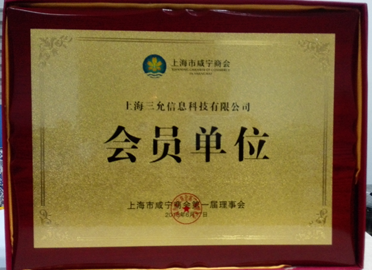 上海市咸宁商会
上海三允信息科技有限公司
会员单位
上海市咸宁商会第一届理事会